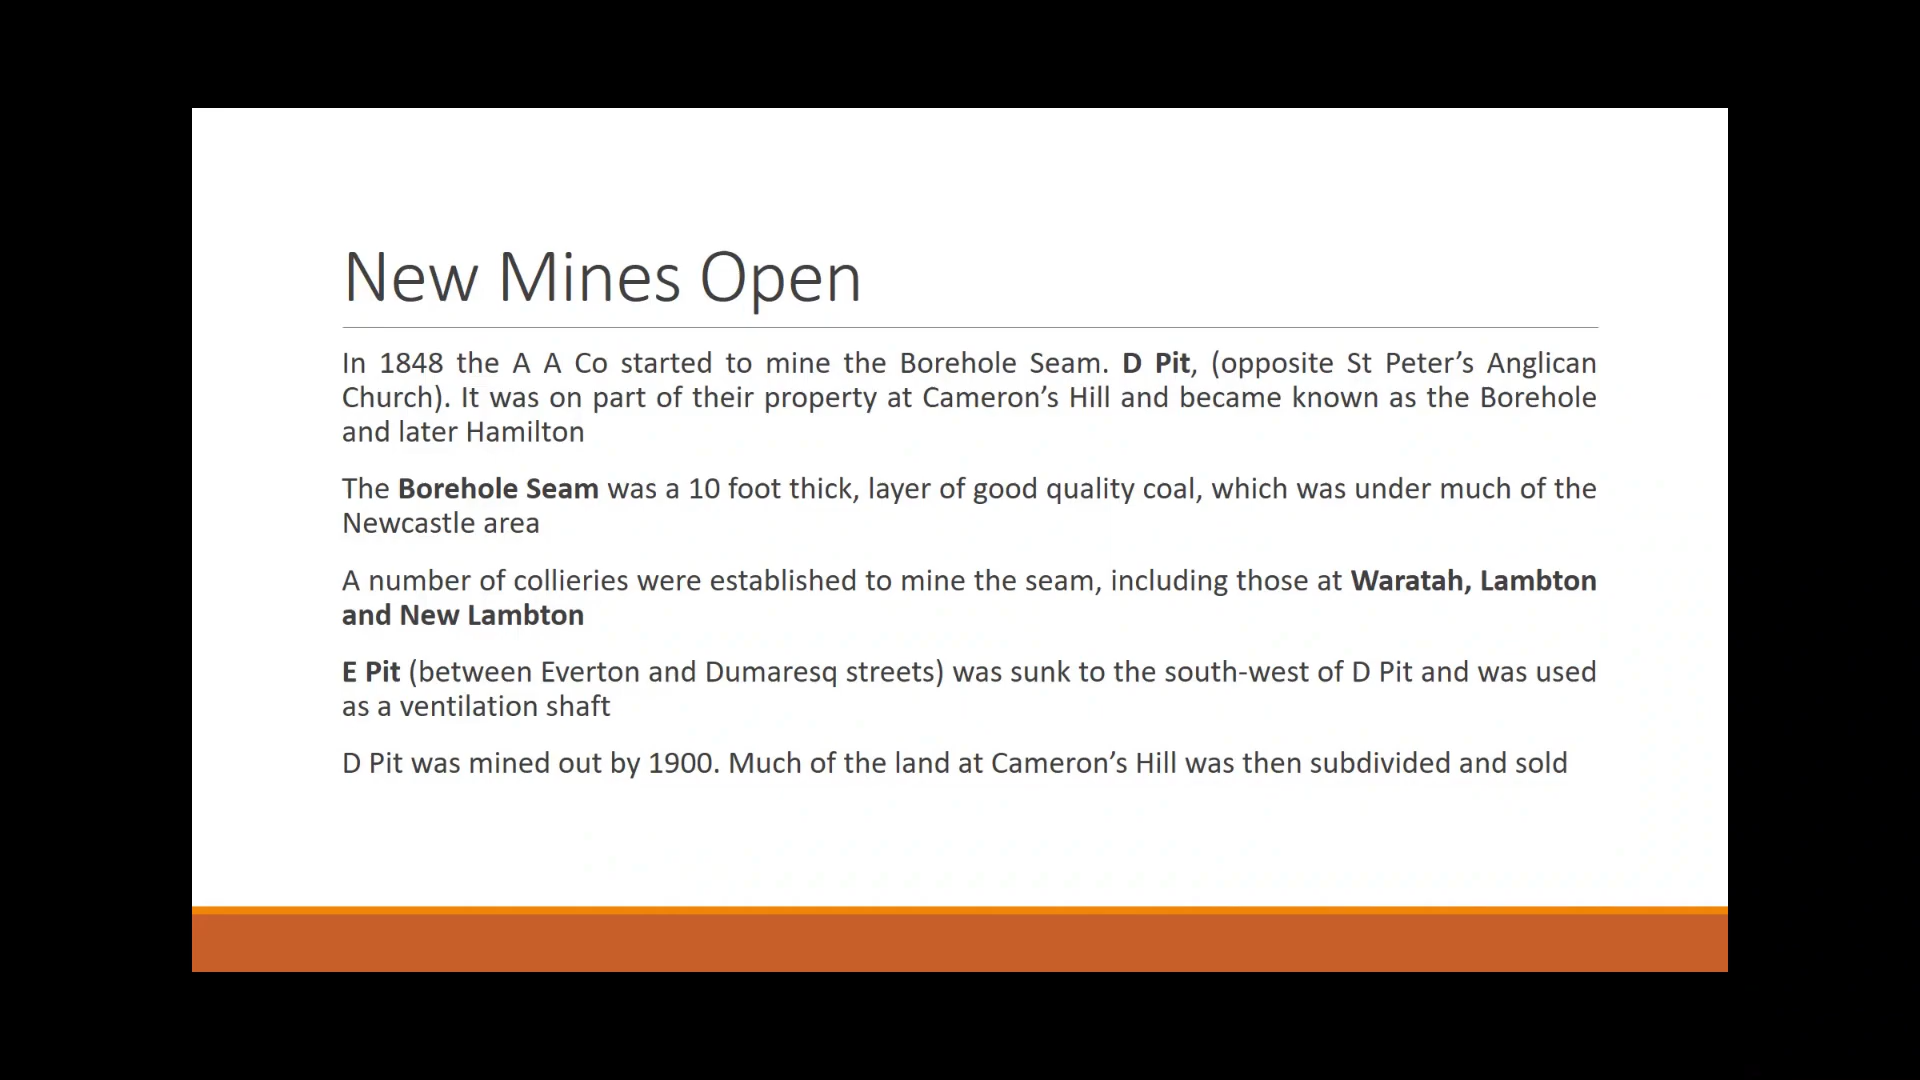 New Mines Open
In 1848 the A A Co started to mine the Borehole Seam. D Pit, (opposite St Peter’s Anglican
Church). It was on part of their property at Cameron’s Hill and became known as the Borehole
and later Hamilton
The Borehole Seam was a 10 foot thick, layer of good quality coal, which was under much of the
Newcastle area
A number of collieries were established to mine the seam, including those at Waratah, Lambton
and New Lambton
E Pit (between Everton and Dumaresq streets) was sunk to the south-west of D Pit and was used
as a ventilation shaft
D Pit was mined out by 1900. Much of the land at Cameron’s Hill was then subdivided and sold